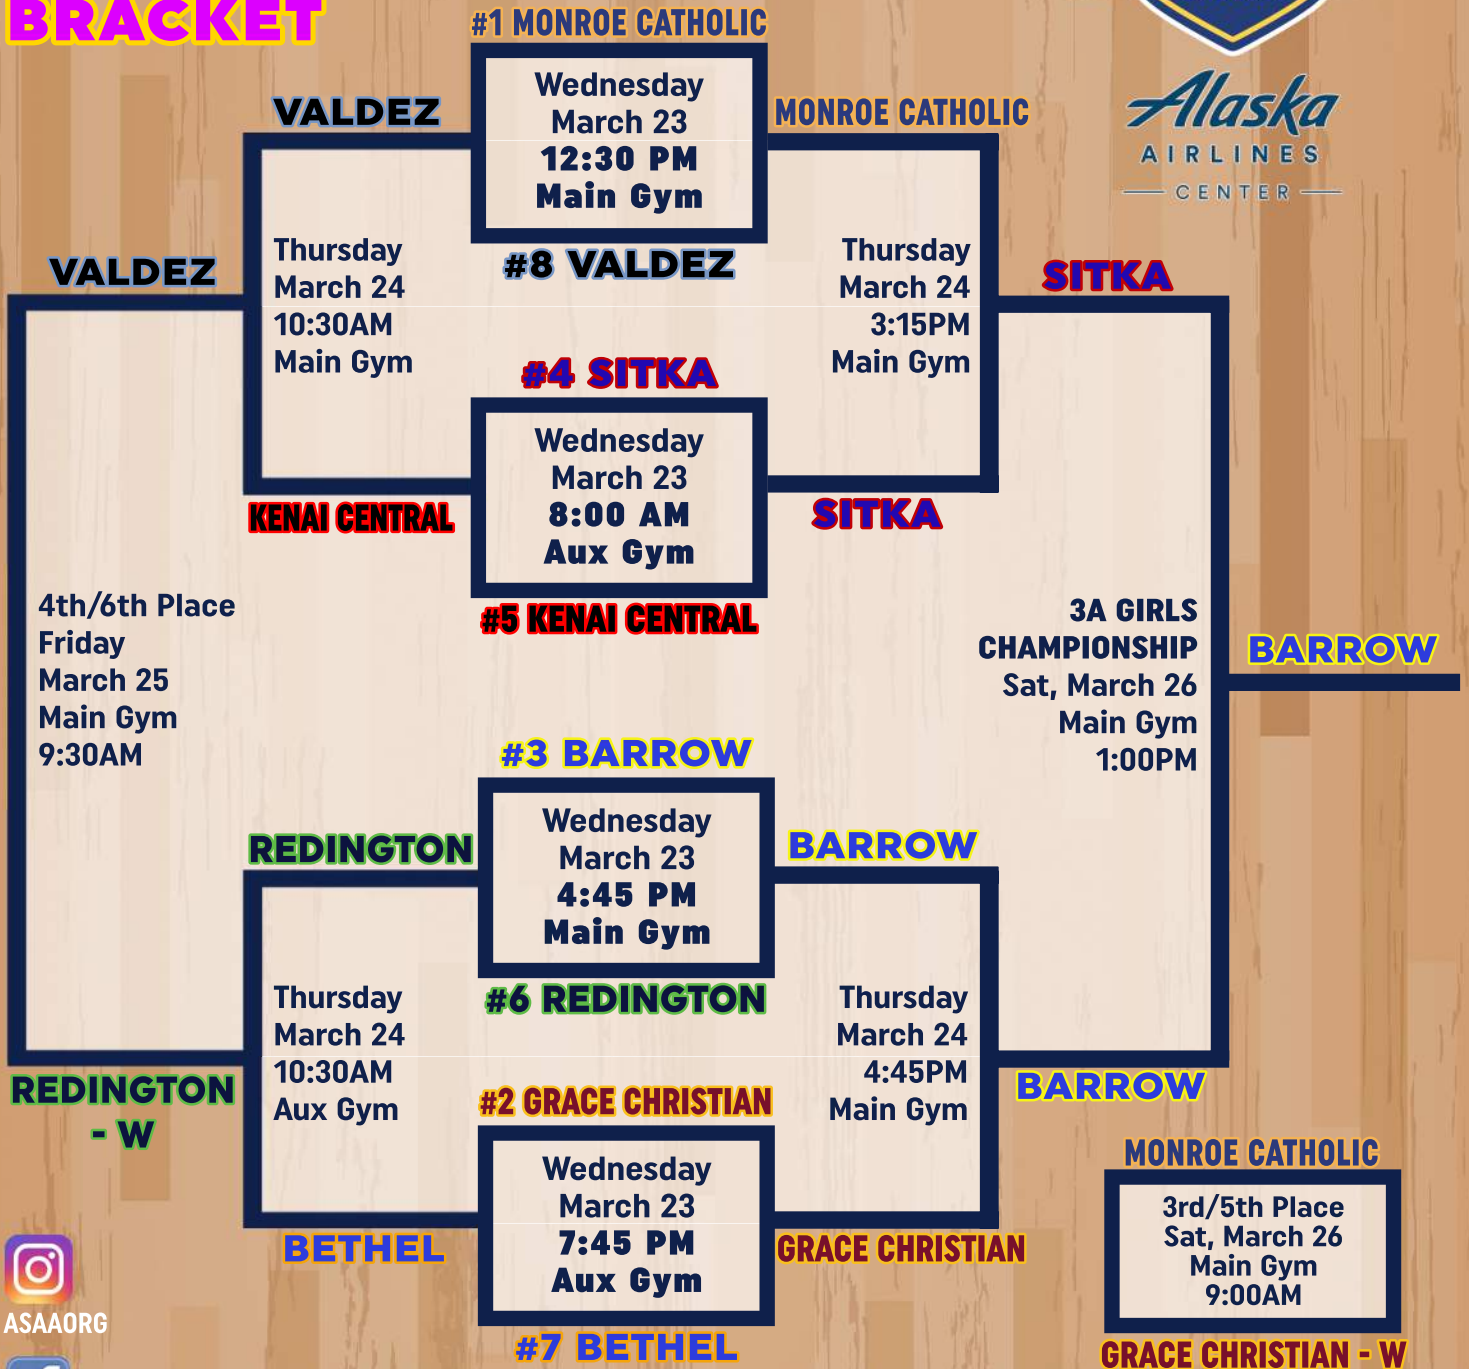 BRACKET
#1 MONROE CATHOLIC
Wednesday
March 23
12:30 PM
Main Gym
#8 VALDEZ
VALDEZ
MONROE CATHOLIC
Alaska
AIRLINES
CENTER
Thursday
March 24
10:30AM
Main Gym
Thursday
March 24
3:15PM
Main Gym
VALDEZ
SITKA
#4 SITKA
Wednesday
March 23
8:00 AM
Aux Gym
#5 KENAI CENTRAL
KENAI CENTRAL
SITKA
4th/6th Place
Friday
March 25
Main Gym
9:30AM
3A GIRLS
CHAMPIONSHIP
Sat, March 26
Main Gym
1:00PM
BARROW
#3 BARROW
Wednesday
March 23
4:45 PM
Main Gym
#6 REDINGTON
REDINGTON
BARROW
Thursday
March 24
10:30AM
Aux Gym
Thursday
March 24
4:45PM
Main Gym
REDINGTON
- W
BARROW
#2 GRACE CHRISTIAN
Wednesday
March 23
7:45 PM
Aux Gym
#7 BETHEL
BETHEL
GRACE CHRISTIAN
MONROE CATHOLIC
3rd/5th Place
Sat, March 26
Main Gym
9:00AM
GRACE CHRISTIAN - W
ASAAORG